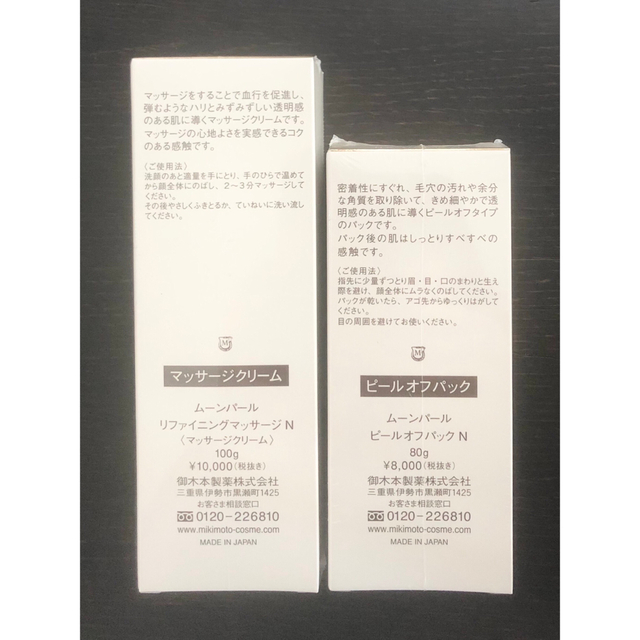 マッサージをすることで血行を促進し、
弾むようなハリとみずみずしい透明感
のある肌に導くマッサージクリームです。
マッサージの心地よさを実感できるコク
のある感触です。
〈ご使用法〉
洗顔のあと適量を手にとり、手のひらで温めて
から顔全体にのばし、2～3分マッサージして
ください。
その後やさしくふきとるか、ていねいに洗い流し
てください。
M
マッサージクリーム
ムーンパール
リファイニングマッサージ N
〈マッサージクリーム〉
100g
¥10,000(税抜き)
御木本製薬株式会社
三重県伊勢市黒瀬町1425
お客さま相談窓口
0120-226810
www.mikimoto-cosme.com
MADE IN JAPAN
密着性にすぐれ、毛穴の汚れや余分
な角質を取り除いて、きめ細やかで透
明感のある肌に導くピールオフタイプ
のパックです。
パック後の肌はしっとりすべすべの
感触です。
〈ご使用法〉
指先に少量ずつとり眉・目・口のまわりと生え
際を避け、顔全体にムラなくのばしてください。
パックが乾いたら、アゴ先からゆっくりはがして
ください。
目の周囲を避けてお使いください。
M
ピールオフパック
ムーンパール
ピールオフパック N
80g
¥8,000(税抜き)
御木本製薬株式会社
三重県伊勢市黒瀬町1425
お客さま相談窓口
0120-226810
www.mikimoto-cosme.com
MADE IN JAPAN